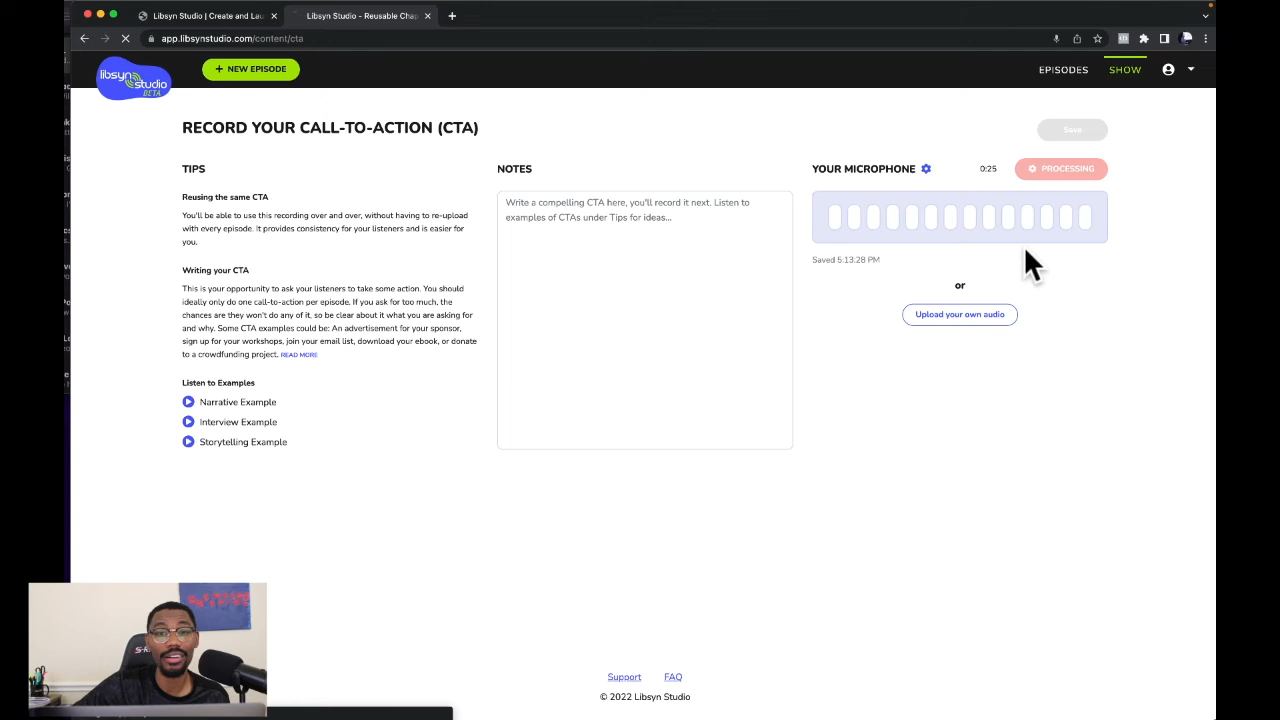 Libsyn Studio | Create and Lau
Libsyn Studio - Reusable Chap
app.libsynstudio.com/content/cta
libsyn studio
BETA
NEW EPISODE
EPISODES
SHOW
RECORD YOUR CALL-TO-ACTION (CTA)
Save
TIPS
Reusing the same CTA
You'll be able to use this recording over and over, without having to re-upload
with every episode. It provides consistency for your listeners and is easier for
you.
Writing your CTA
This is your opportunity to ask your listeners to take some action. You should
ideally only do one call-to-action per episode. If you ask for too much, the
chances are they won't do any of it, so be clear about it what you are asking for
and why. Some CTA examples could be: An advertisement for your sponsor,
sign up for your workshops, join your email list, download your ebook, or donate
to a crowdfunding project. READ MORE
Listen to Examples
Narrative Example
Interview Example
Storytelling Example
NOTES
Write a compelling CTA here, you'll record it next. Listen to
examples of CTAs under Tips for ideas...
YOUR MICROPHONE
0:25
PROCESSING
Saved 5:13:28 PM
or
Upload your own audio
Support
FAQ
© 2022 Libsyn Studio